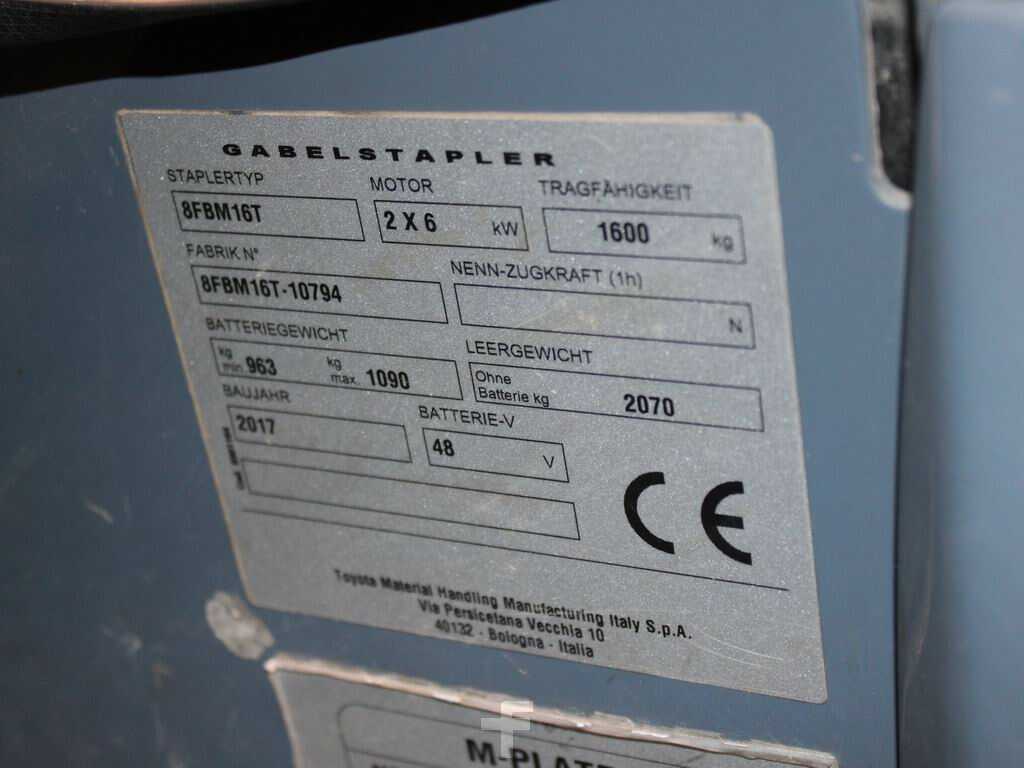 GABELSTAPLER
STAPLERTYP MOTOR TRAGFÄHIGKEIT
8FBM16T 2 X 6 kW 1600 kg
FABRIK N° NENN-ZUGKRAFT (1h)
8FBM16T-10794 N
BATTERIEGEWICHT LEERGEWICHT
kg min. 963 kg max. 1090 Ohne Batterie kg 2070
BAUJAHR BATTERIE-V
2017 48 V
CE
Toyota Material Handling Manufacturing Italy S.p.A.
Via Persicetana Vecchia 10
40132 - Bologna - Italia